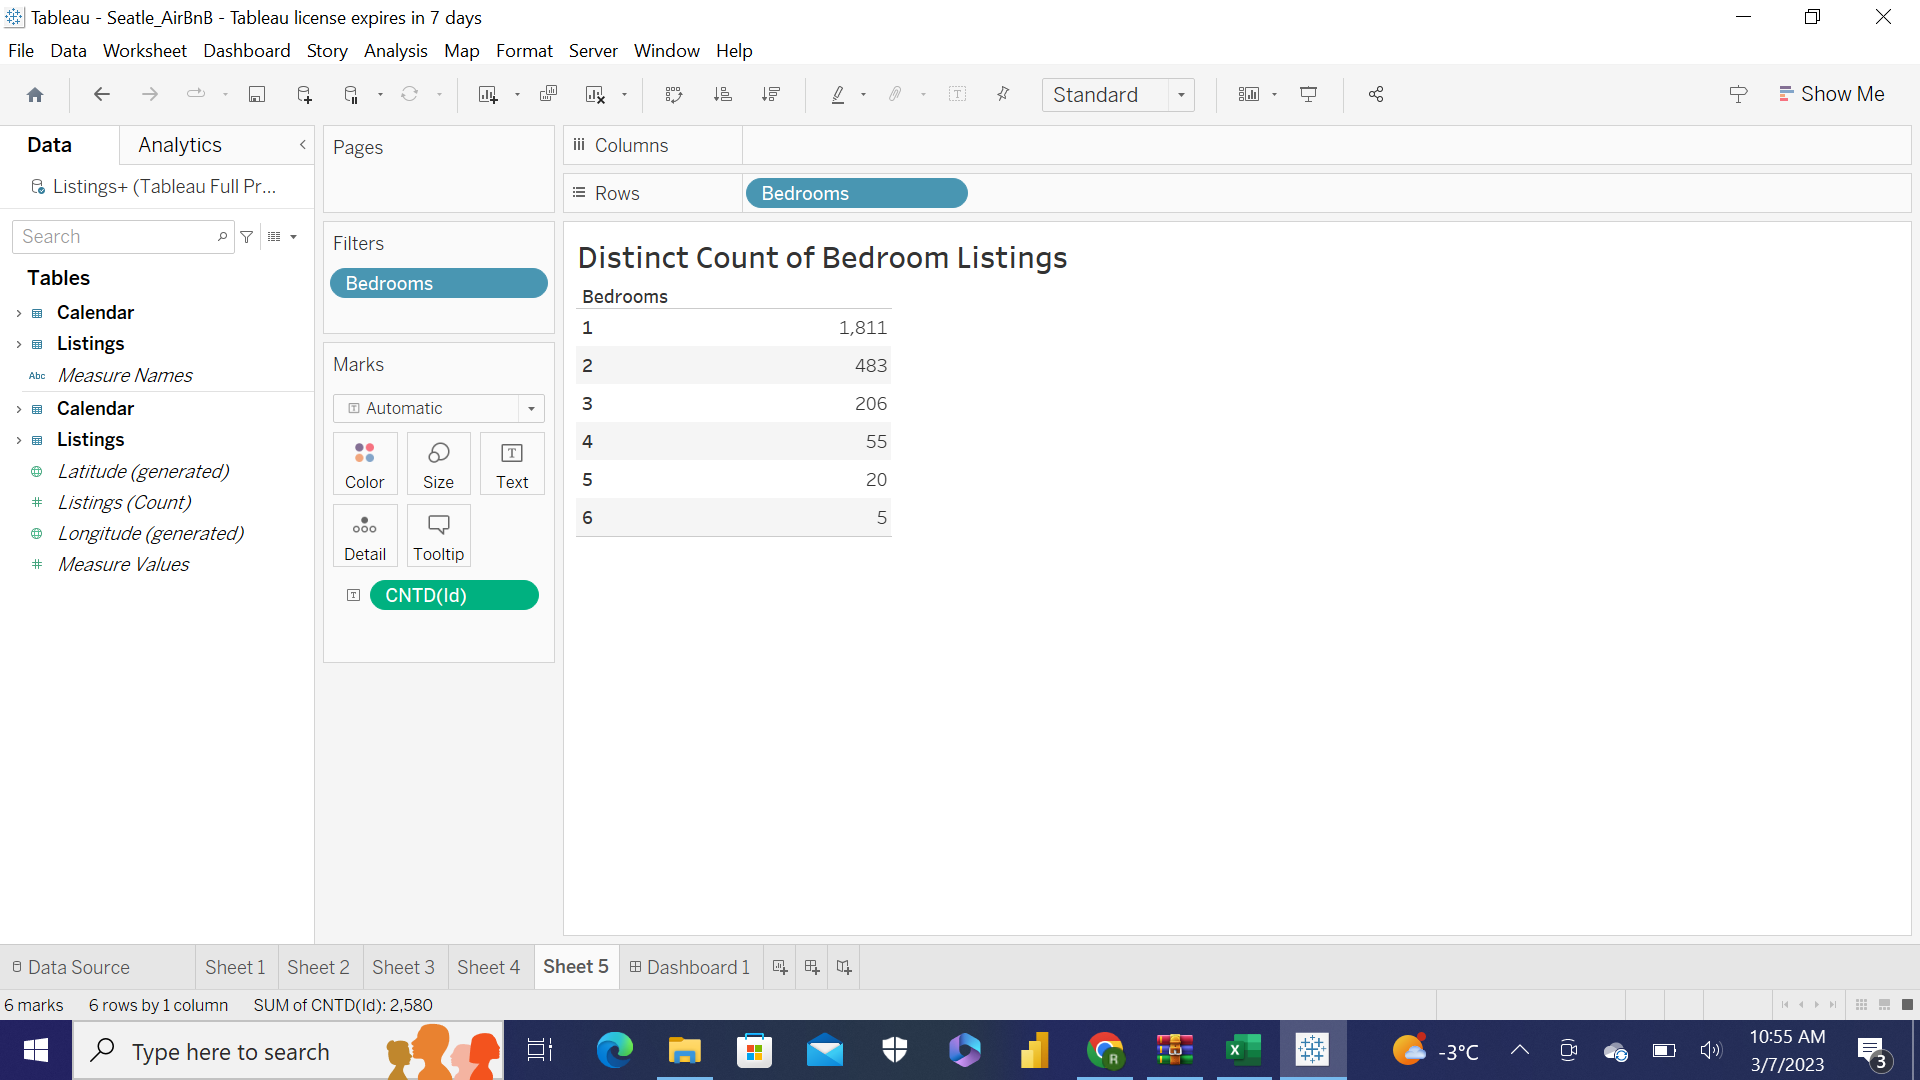 Tableau - Seatle_AirBnB - Tableau license expires in 7 days
File Data Worksheet Dashboard Story Analysis Map Format Server Window Help
Standard
Show Me
Data Analytics
Listings+ (Tableau Full Pr...
Search
Tables
Calendar
Listings
Abc Measure Names
Calendar
Listings
Latitude (generated)
Listings (Count)
Longitude (generated)
Measure Values
Pages
Filters
Bedrooms
Marks
Automatic
Color Size Text
Detail Tooltip
CNTD(Id)
Columns
Rows Bedrooms
Distinct Count of Bedroom Listings
Bedrooms
1 1,811
2 483
3 206
4 55
5 20
6 5
Data Source Sheet 1 Sheet 2 Sheet 3 Sheet 4 Sheet 5 Dashboard 1
6 marks 6 rows by 1 column SUM of CNTD(Id): 2,580
Type here to search
-3°C
10:55 AM
3/7/2023
3